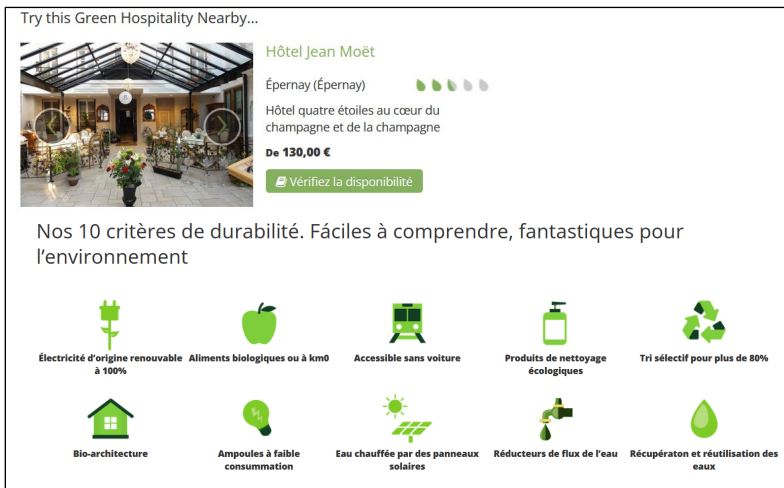 Try this Green Hospitality Nearby...
Hôtel Jean Moët
Épernay (Épernay)
Hôtel quatre étoiles au cœur du
champagne et de la champagne
De 130,00 €
Vérifiez la disponibilité
Nos 10 critères de durabilité. Fáciles à comprendre, fantastiques pour
l'environnement
Électricité d'origine renouvable
à 100%
Aliments biologiques ou à km0
Accessible sans voiture
Produits de nettoyage
écologiques
Tri sélectif pour plus de 80%
Bio-architecture
Ampoules à faible
consummation
Eau chauffée par des panneaux
solaires
Réducteurs de flux de l'eau
Récupératon et réutilisation des
eaux